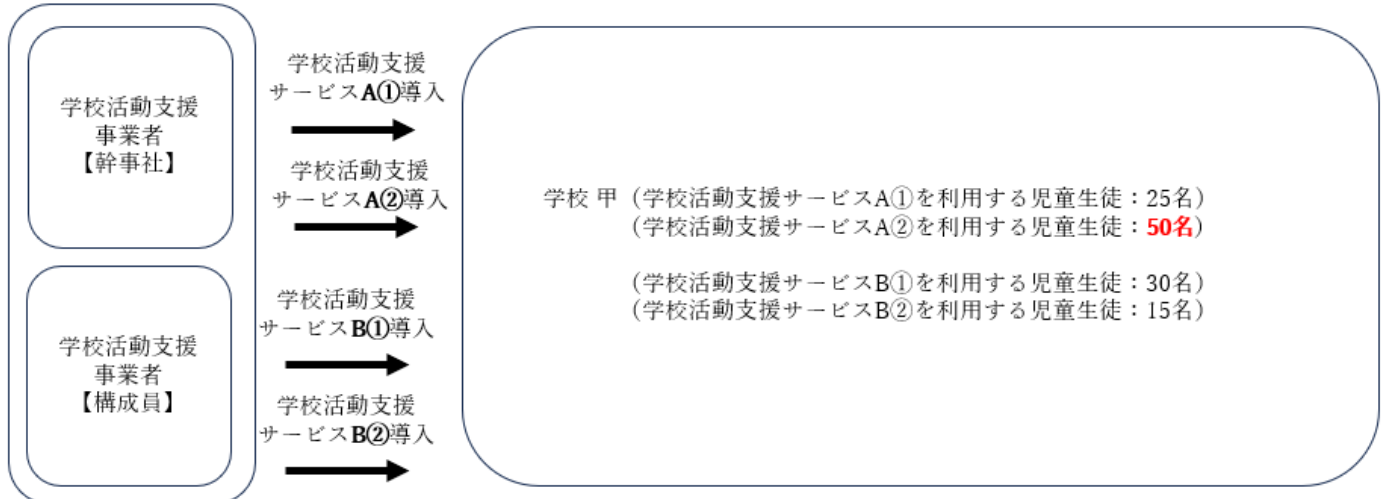 学校活動支援
事業者
【幹事社】
学校活動支援
事業者
【構成員】
学校活動支援
サービスA①導入
学校活動支援
サービスA②導入
学校活動支援
サービスB①導入
学校活動支援
サービスB②導入
学校 甲（学校活動支援サービスA①を利用する児童生徒：25名）
（学校活動支援サービスA②を利用する児童生徒：50名）
（学校活動支援サービスB①を利用する児童生徒：30名）
（学校活動支援サービスB②を利用する児童生徒：15名）